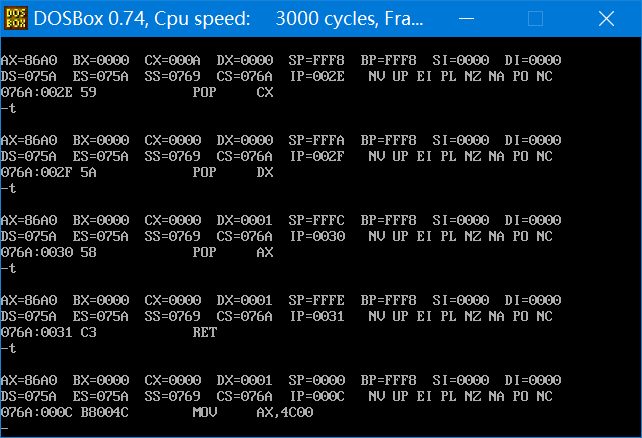 DOSBox 0.74, Cpu speed: 3000 cycles, Fra...
AX=86A0 BX=0000 CX=000A DX=0000 SP=FFF8 BP=FFF8 SI=0000 DI=0000
DS=075A ES=075A SS=0769 CS=076A IP=002E NV UP EI PL NZ NA PO NC
076A:002E 59 POP CX
-t
AX=86A0 BX=0000 CX=0000 DX=0000 SP=FFFA BP=FFF8 SI=0000 DI=0000
DS=075A ES=075A SS=0769 CS=076A IP=002F NV UP EI PL NZ NA PO NC
076A:002F 5A POP DX
-t
AX=86A0 BX=0000 CX=0000 DX=0001 SP=FFFC BP=FFF8 SI=0000 DI=0000
DS=075A ES=075A SS=0769 CS=076A IP=0030 NV UP EI PL NZ NA PO NC
076A:0030 58 POP AX
-t
AX=86A0 BX=0000 CX=0000 DX=0001 SP=FFFE BP=FFF8 SI=0000 DI=0000
DS=075A ES=075A SS=0769 CS=076A IP=0031 NV UP EI PL NZ NA PO NC
076A:0031 C3 RET
-t
AX=86A0 BX=0000 CX=0000 DX=0001 SP=0000 BP=FFF8 SI=0000 DI=0000
DS=075A ES=075A SS=0769 CS=076A IP=000C NV UP EI PL NZ NA PO NC
076A:000C B8004C MOV AX,4C00
-